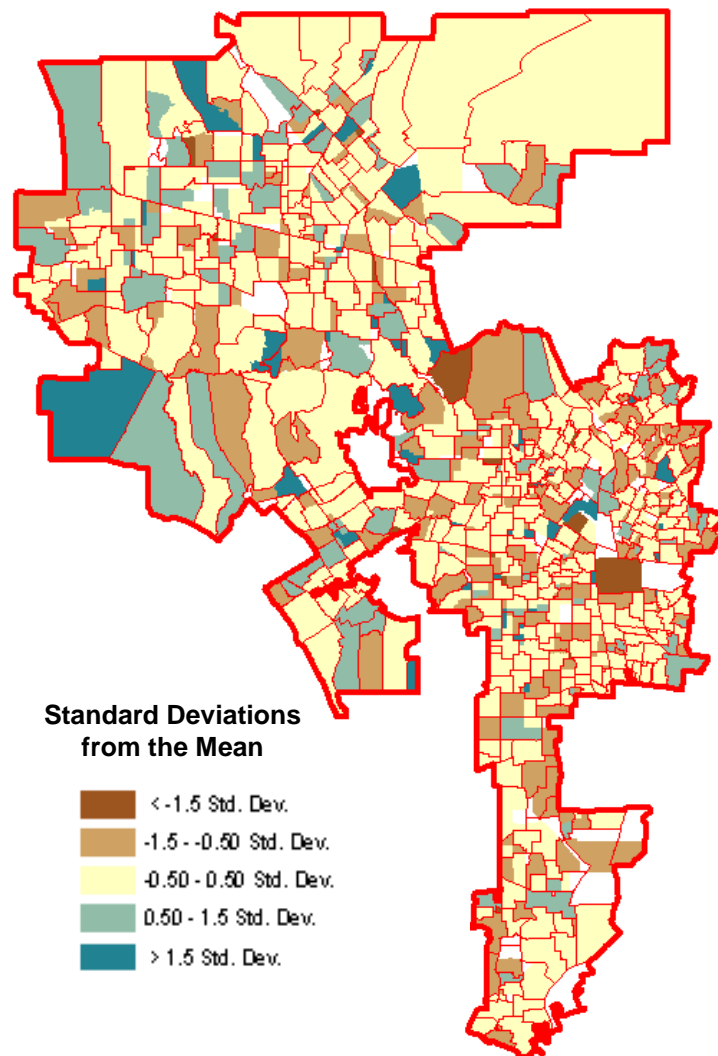 Standard Deviations
from the Mean
< -1.5 Std. Dev.
-1.5 - -0.50 Std. Dev.
-0.50 - 0.50 Std. Dev.
0.50 - 1.5 Std. Dev.
> 1.5 Std. Dev.